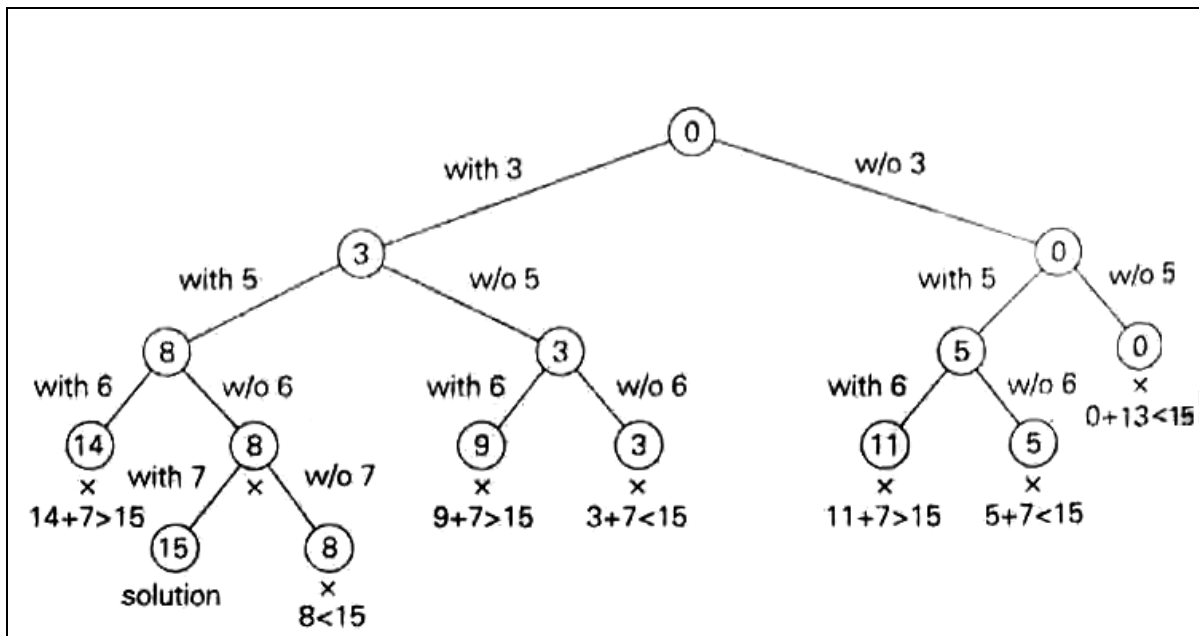 0
with 3
w/o 3
3
0
with 5
w/o 5
with 5
w/o 5
8
3
5
0
×
0+13<15
with 6
w/o 6
with 6
w/o 6
with 6
w/o 6
14
8
9
3
11
5
×
with 7
×
w/o 7
×
×
×
×
14+7>15
9+7>15
3+7<15
11+7>15
5+7<15
15
8
solution
×
8<15